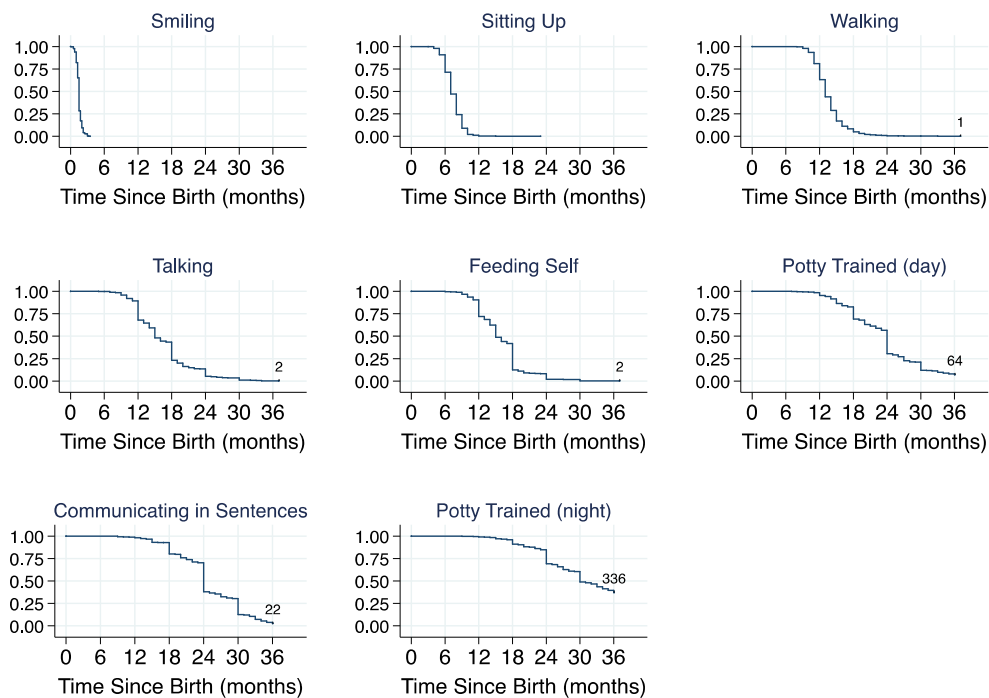 Smiling
1.00
0.75
0.50
0.25
0.00
0 6 12 18 24 30 36
Time Since Birth (months)
Sitting Up
1.00
0.75
0.50
0.25
0.00
0 6 12 18 24 30 36
Time Since Birth (months)
Walking
1.00
0.75
0.50
0.25
0.00
1
0 6 12 18 24 30 36
Time Since Birth (months)
Talking
1.00
0.75
0.50
0.25
0.00
2
0 6 12 18 24 30 36
Time Since Birth (months)
Feeding Self
1.00
0.75
0.50
0.25
0.00
2
0 6 12 18 24 30 36
Time Since Birth (months)
Potty Trained (day)
1.00
0.75
0.50
0.25
0.00
64
0 6 12 18 24 30 36
Time Since Birth (months)
Communicating in Sentences
1.00
0.75
0.50
0.25
0.00
22
0 6 12 18 24 30 36
Time Since Birth (months)
Potty Trained (night)
1.00
0.75
0.50
0.25
0.00
336
0 6 12 18 24 30 36
Time Since Birth (months)